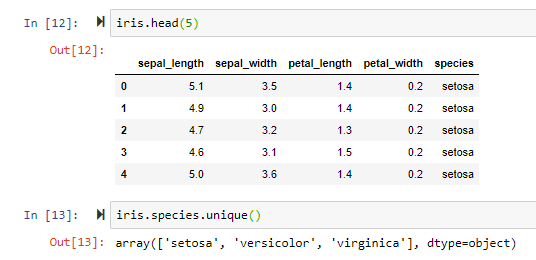 In [12]: iris.head(5)
Out[12]:
sepal_length sepal_width petal_length petal_width species
0 5.1 3.5 1.4 0.2 setosa
1 4.9 3.0 1.4 0.2 setosa
2 4.7 3.2 1.3 0.2 setosa
3 4.6 3.1 1.5 0.2 setosa
4 5.0 3.6 1.4 0.2 setosa
In [13]: iris.species.unique()
Out[13]: array(['setosa', 'versicolor', 'virginica'], dtype=object)